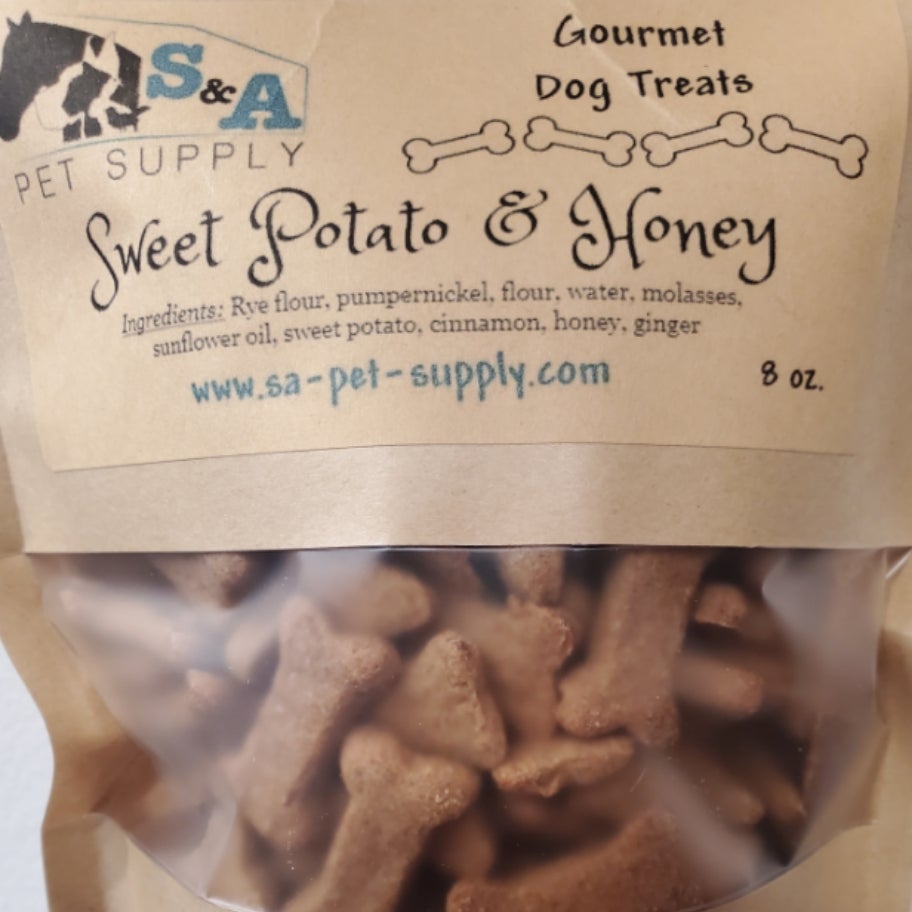 S&A
PET SUPPLY
Gourmet
Dog Treats
Sweet Potato & Honey
Ingredients: Rye flour, pumpernickel, flour, water, molasses,
sunflower oil, sweet potato, cinnamon, honey, ginger
www.sa-pet-supply.com
8 oz.